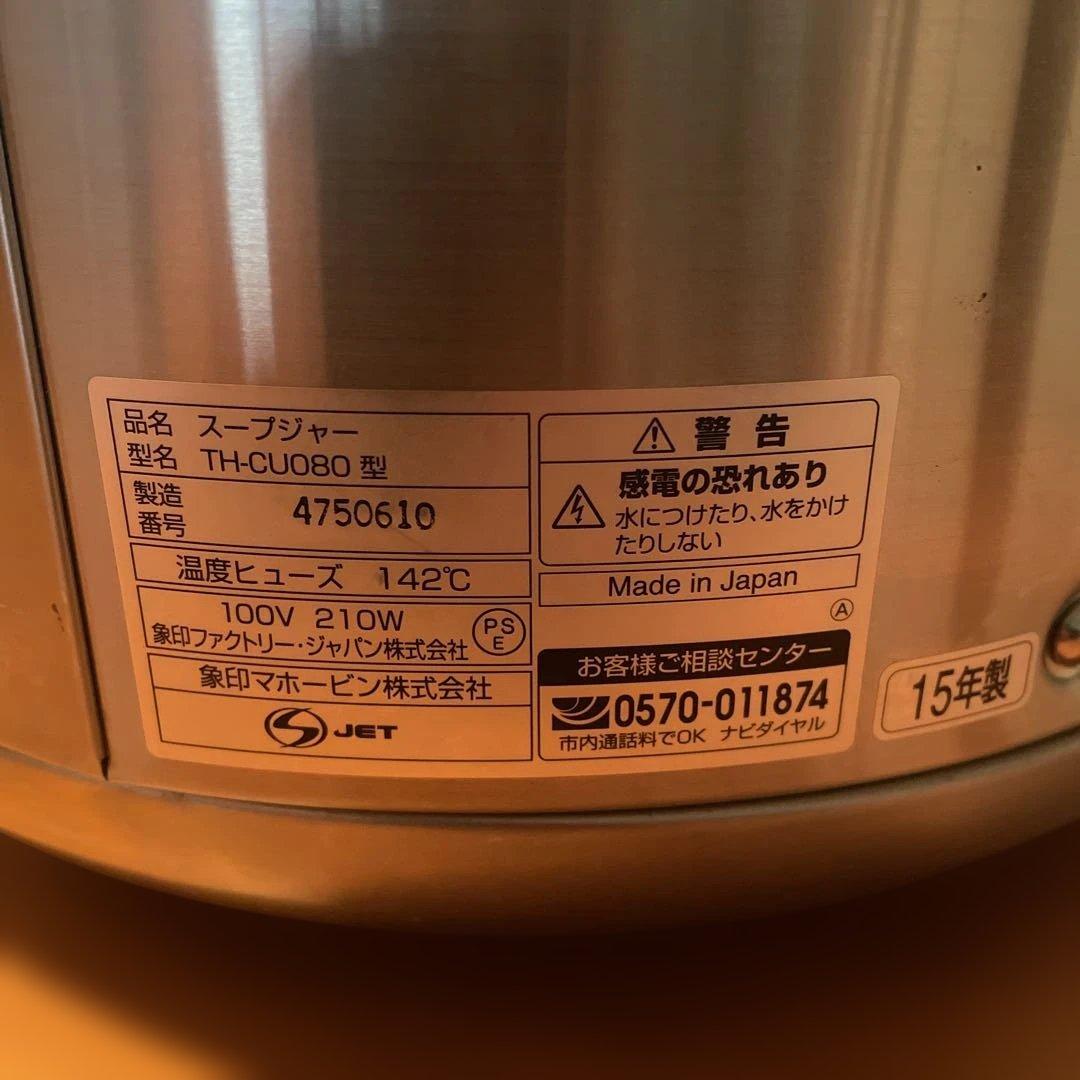 品名 スープジャー
型名 TH-CU080 型
製造番号 4750610
温度ヒューズ 142℃
100V 210W
象印ファクトリー・ジャパン株式会社
PS
E
象印マホービン株式会社
S JET
警告
感電の恐れあり
水につけたり、水をかけ
たりしない
Made in Japan
A
お客様ご相談センター
0570-011874
市内通話料でOK ナビダイヤル
15年製